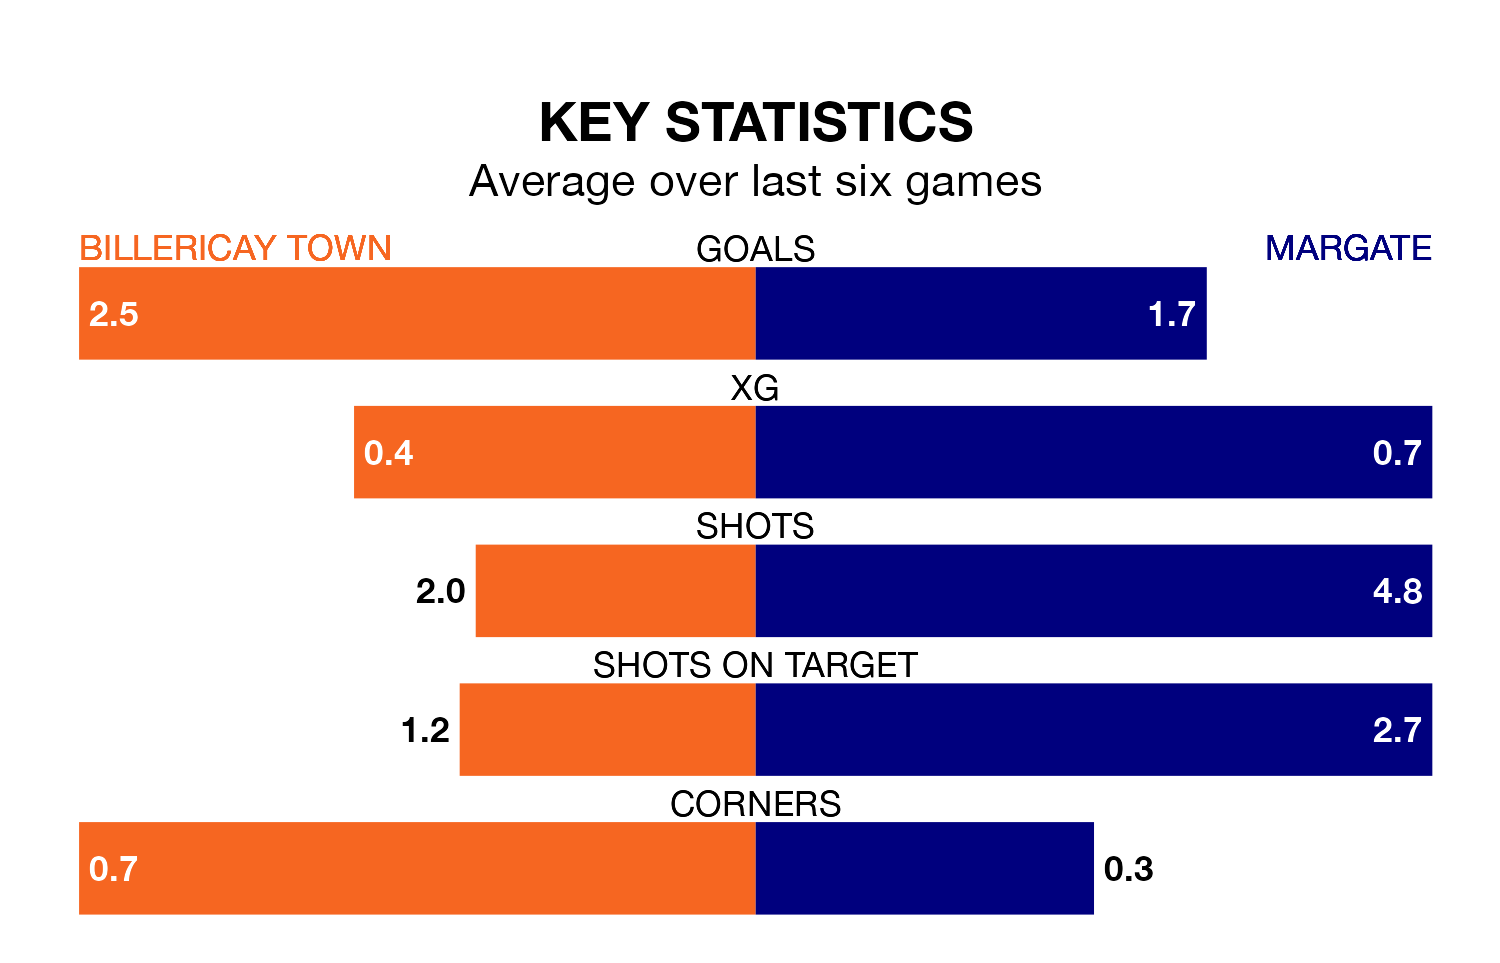 KEY STATISTICS
Average over last six games
BILLERICAY TOWN GOALS MARGATE
2.5 1.7
XG
0.4 0.7
SHOTS
2.0 4.8
SHOTS ON TARGET
1.2 2.7
CORNERS
0.7 0.3